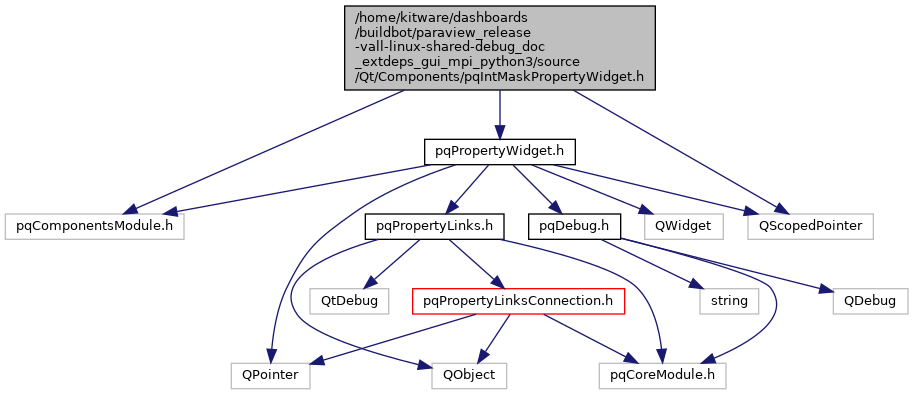 /home/kitware/dashboards
/buildbot/paraview_release
-vall-linux-shared-debug_doc
_extdeps_gui_mpi_python3/source
/Qt/Components/pqIntMaskPropertyWidget.h
pqPropertyWidget.h
pqComponentsModule.h
pqPropertyLinks.h
pqDebug.h
QWidget
QScopedPointer
QtDebug
pqPropertyLinksConnection.h
string
QDebug
QPointer
QObject
pqCoreModule.h